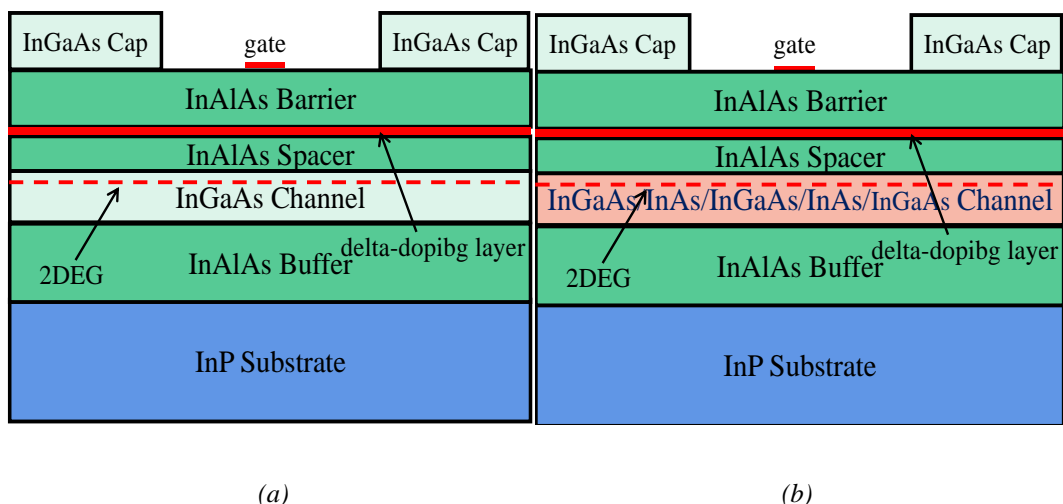 InGaAs Cap
gate
InGaAs Cap
InAlAs Barrier
InAlAs Spacer
InGaAs Channel
delta-dopibg layer
2DEG
InAlAs Buffer
InP Substrate
(a)
InGaAs Cap
gate
InGaAs Cap
InAlAs Barrier
InAlAs Spacer
InGaAs/InAs/InGaAs/InAs/InGaAs Channel
delta-dopibg layer
2DEG
InAlAs Buffer
InP Substrate
(b)